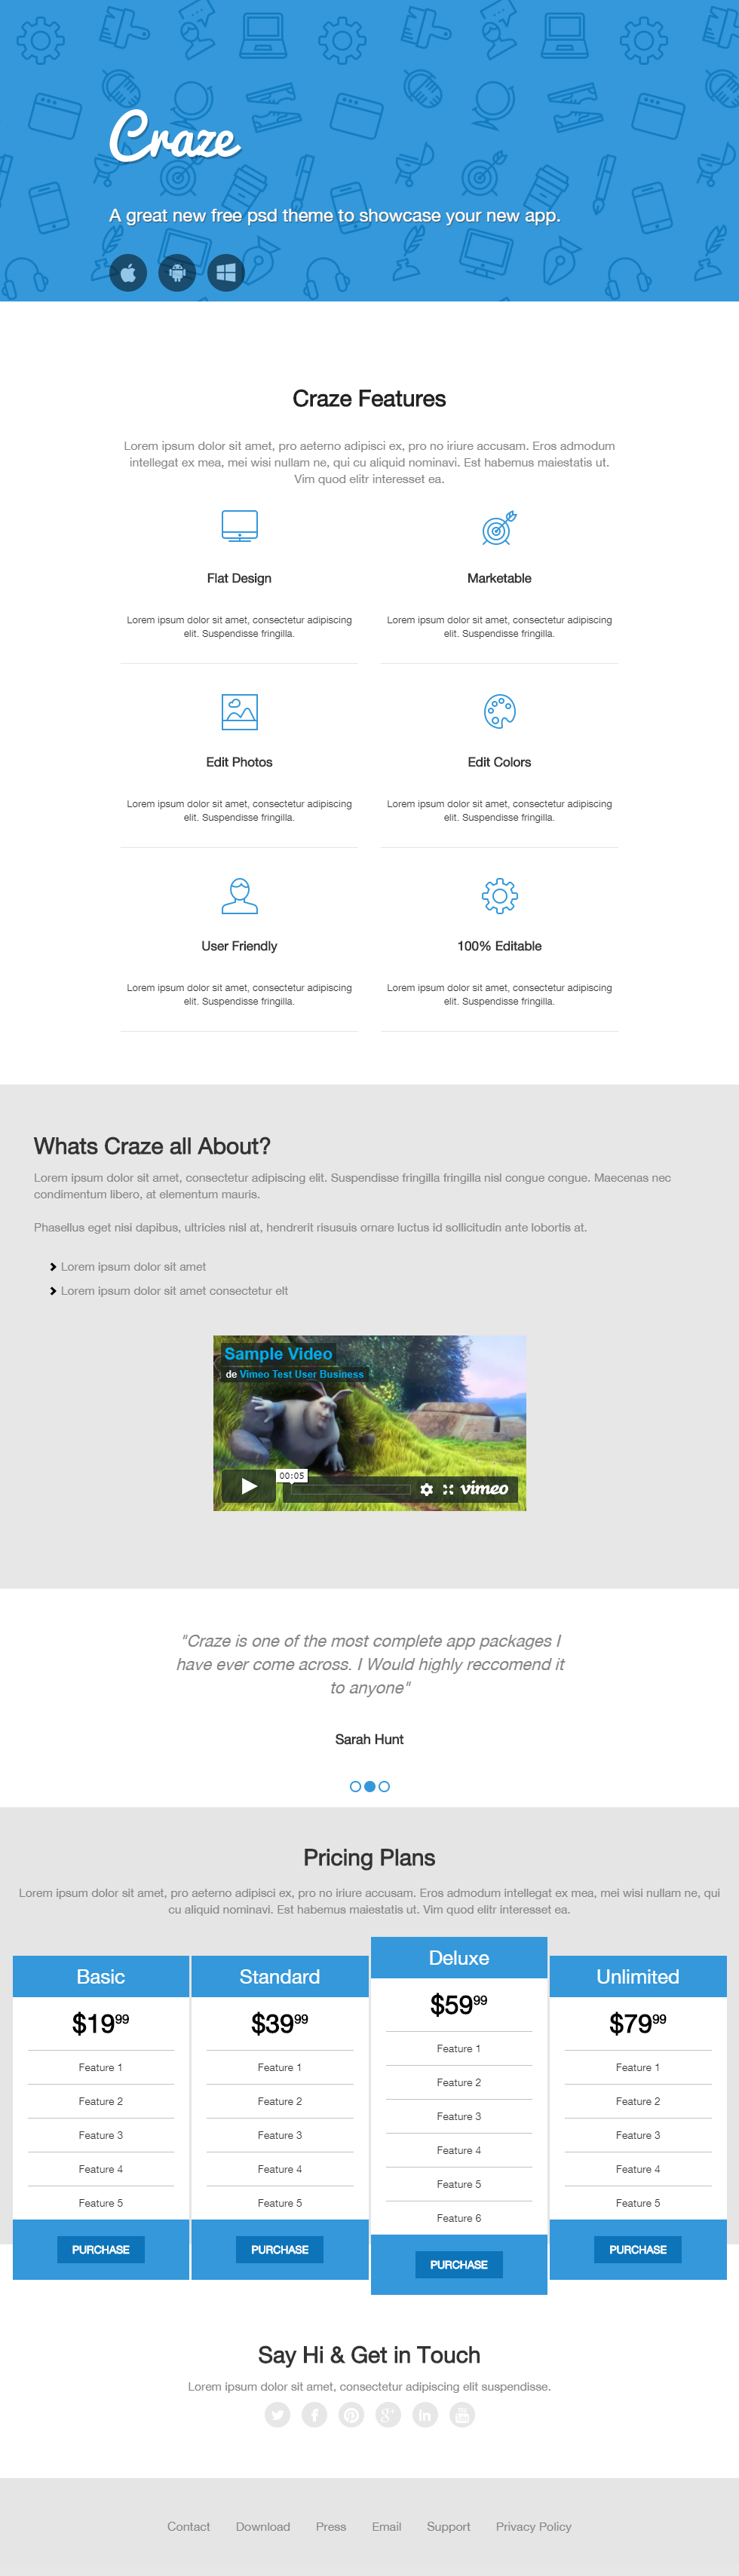 Craze
A great new free psd theme to showcase your new app.
Craze Features
Lorem ipsum dolor sit amet, pro aeterno adipisci ex, pro no iriure accusam. Eros admodum
intellegat ex mea, mei wisi nullam ne, qui cu aliquid nominavi. Est habemus maiestatis ut.
Vim quod elitr interesset ea.
Flat Design
Lorem ipsum dolor sit amet, consectetur adipiscing
elit. Suspendisse fringilla.
Marketable
Lorem ipsum dolor sit amet, consectetur adipiscing
elit. Suspendisse fringilla.
Edit Photos
Lorem ipsum dolor sit amet, consectetur adipiscing
elit. Suspendisse fringilla.
Edit Colors
Lorem ipsum dolor sit amet, consectetur adipiscing
elit. Suspendisse fringilla.
User Friendly
Lorem ipsum dolor sit amet, consectetur adipiscing
elit. Suspendisse fringilla.
100% Editable
Lorem ipsum dolor sit amet, consectetur adipiscing
elit. Suspendisse fringilla.
Whats Craze all About?
Lorem ipsum dolor sit amet, consectetur adipiscing elit. Suspendisse fringilla fringilla nisl congue congue. Maecenas nec
condimentum libero, at elementum mauris.
Phasellus eget nisi dapibus, ultricies nisl at, hendrerit risusuis ornare luctus id sollicitudin ante lobortis at.
Lorem ipsum dolor sit amet
Lorem ipsum dolor sit amet consectetur elt
Sample Video
de Vimeo Test User Business
00:05
vimeo
"Craze is one of the most complete app packages I
have ever come across. I Would highly reccomend it
to anyone"
Sarah Hunt
Pricing Plans
Lorem ipsum dolor sit amet, pro aeterno adipisci ex, pro no iriure accusam. Eros admodum intellegat ex mea, mei wisi nullam ne, qui
cu aliquid nominavi. Est habemus maiestatis ut. Vim quod elitr interesset ea.
Basic
$1999
Feature 1
Feature 2
Feature 3
Feature 4
Feature 5
PURCHASE
Standard
$3999
Feature 1
Feature 2
Feature 3
Feature 4
Feature 5
PURCHASE
Deluxe
$5999
Feature 1
Feature 2
Feature 3
Feature 4
Feature 5
Feature 6
PURCHASE
Unlimited
$7999
Feature 1
Feature 2
Feature 3
Feature 4
Feature 5
PURCHASE
Say Hi & Get in Touch
Lorem ipsum dolor sit amet, consectetur adipiscing elit suspendisse.
Contact Download Press Email Support Privacy Policy